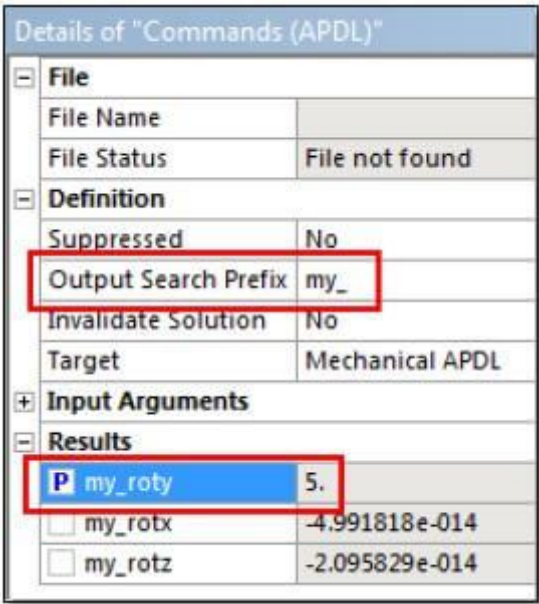 Details of "Commands (APDL)"
File
File Name
File Status File not found
Definition
Suppressed No
Output Search Prefix my_
Invalidate Solution No
Target Mechanical APDL
Input Arguments
Results
P my_roty 5.
my_rotx -4.991818e-014
my_rotz -2.095829e-014